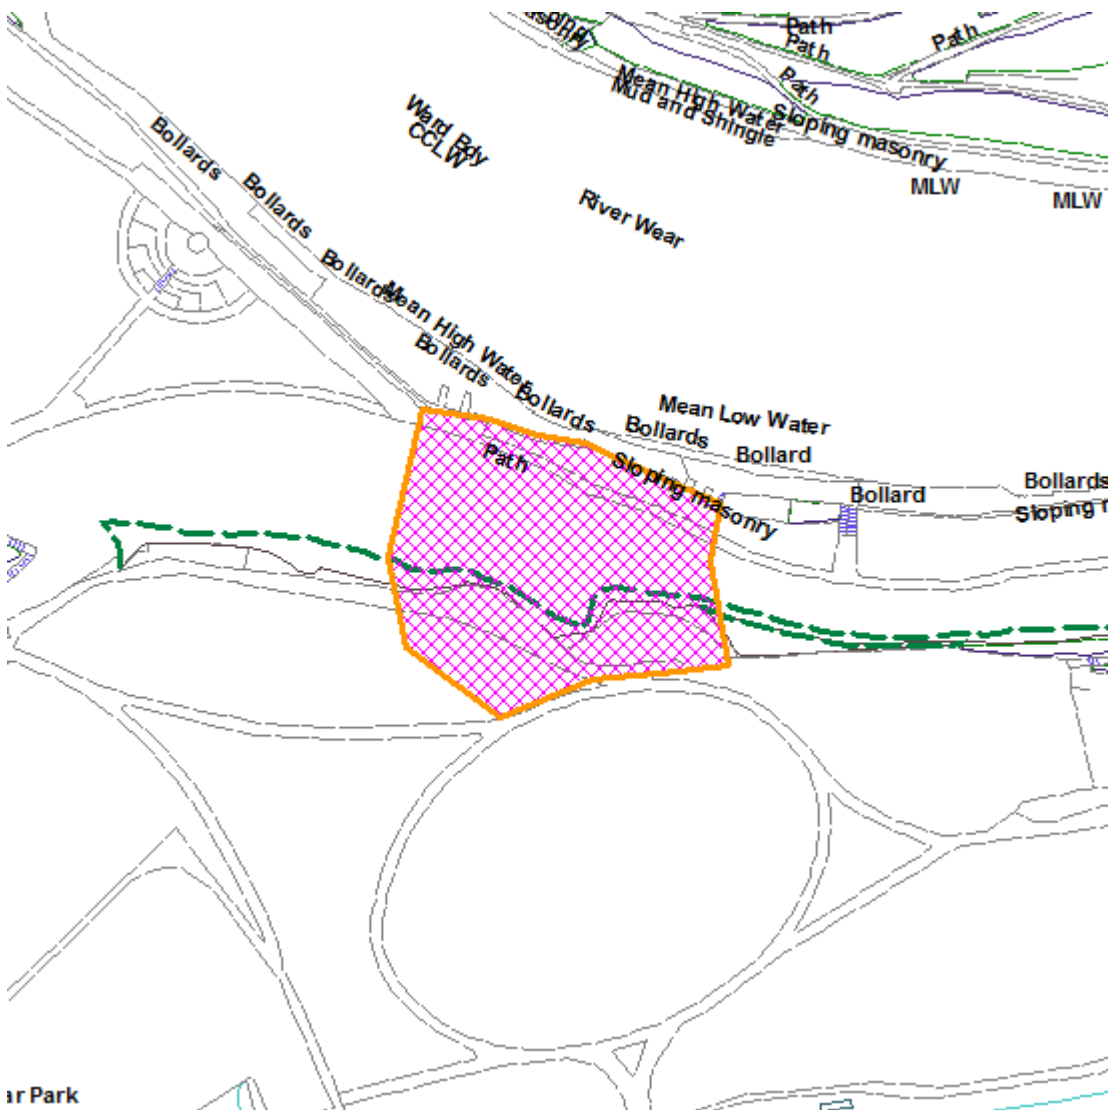 Path
Path
Path
Path
Mean High Water
Mud and Shingle
Sloping masonry
MLW
MLW
Ward Bdy
CCLW
River Wear
Bollards
Bollards
Bollards
Mean High Water
Bollards
Bollards
Mean Low Water
Bollards
Bollard
Bollard
Bollards
Path
Sloping masonry
Sloping
ar Park